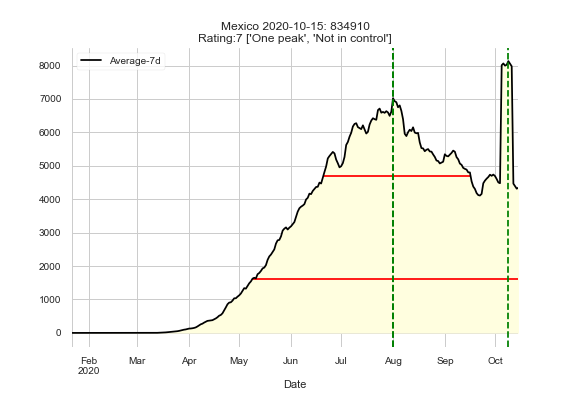 Mexico 2020-10-15: 834910
Rating:7 ['One peak', 'Not in control']
Average-7d
8000
7000
6000
5000
4000
3000
2000
1000
0
Feb Mar Apr May Jun Jul Aug Sep Oct
2020
Date